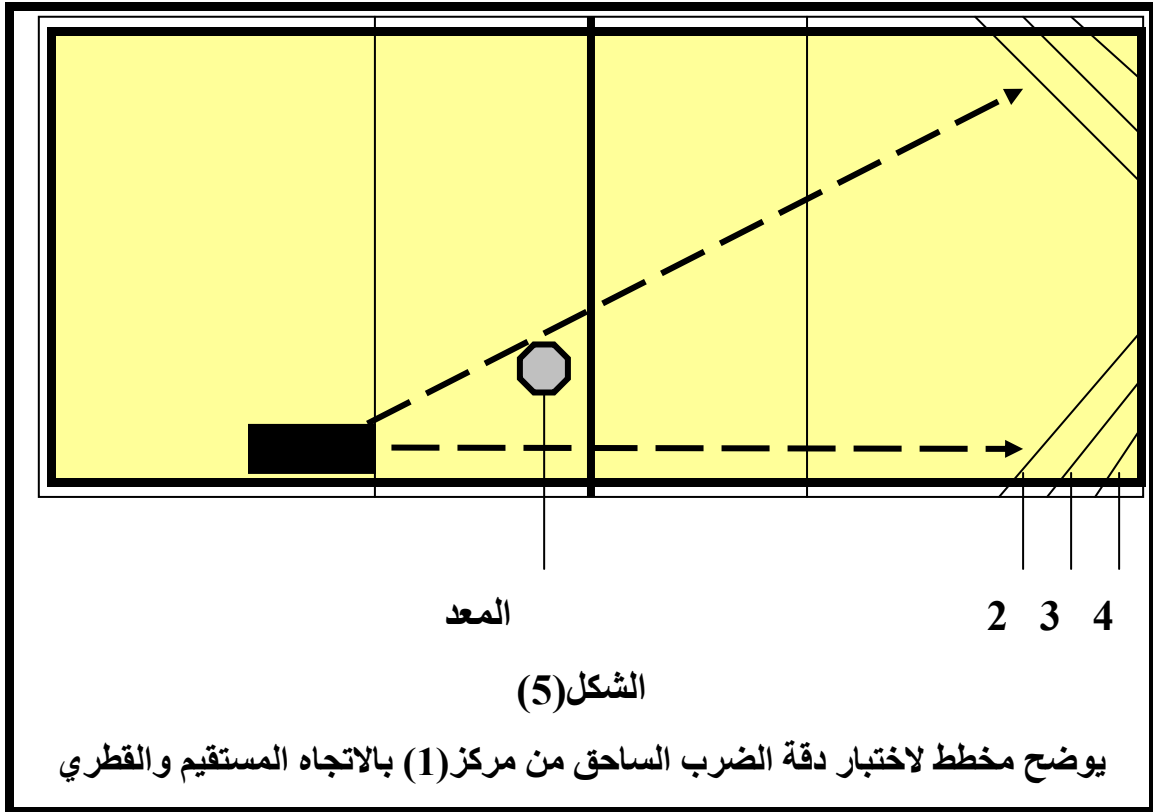 المعد
2 3 4
الشكل(5)
يوضح مخطط لاختبار دقة الضرب الساحق من مركز(1) بالاتجاه المستقيم والقطري